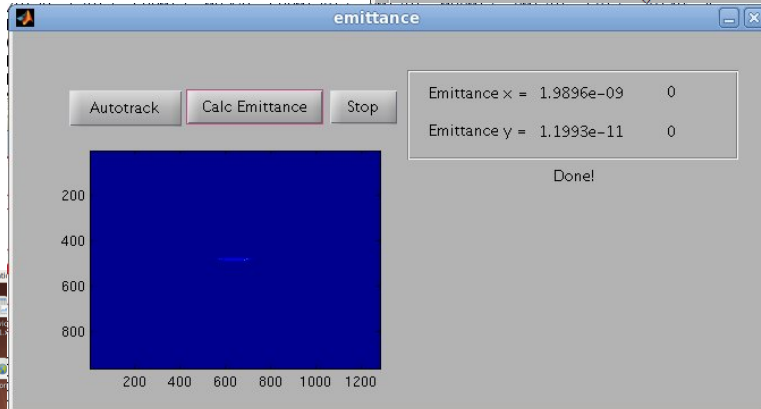 emittance
Autotrack
Calc Emittance
Stop
Emittance x = 1.9896e-09 0
Emittance y = 1.1993e-11 0
Done!
200
400
600
800
200 400 600 800 1000 1200